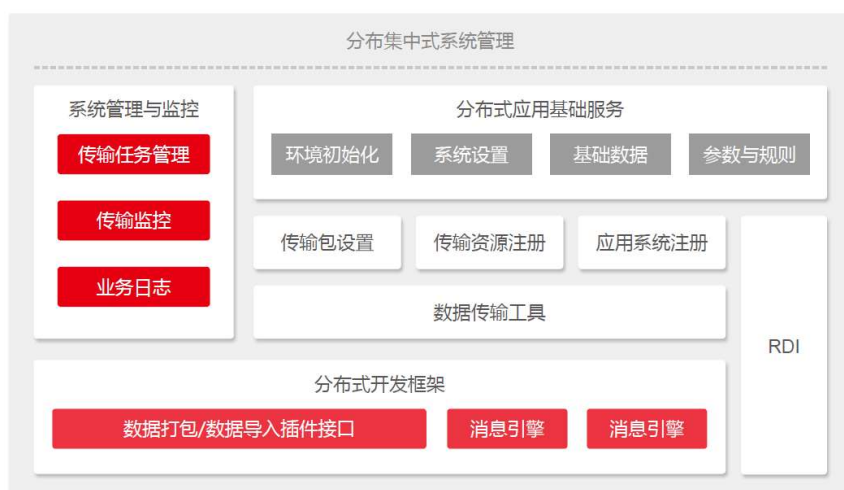 分布集中式系统管理
系统管理与监控
传输任务管理
传输监控
业务日志
分布式应用基础服务
环境初始化
系统设置
基础数据
参数与规则
传输包设置
传输资源注册
应用系统注册
数据传输工具
RDI
分布式开发框架
数据打包/数据导入插件接口
消息引擎
消息引擎